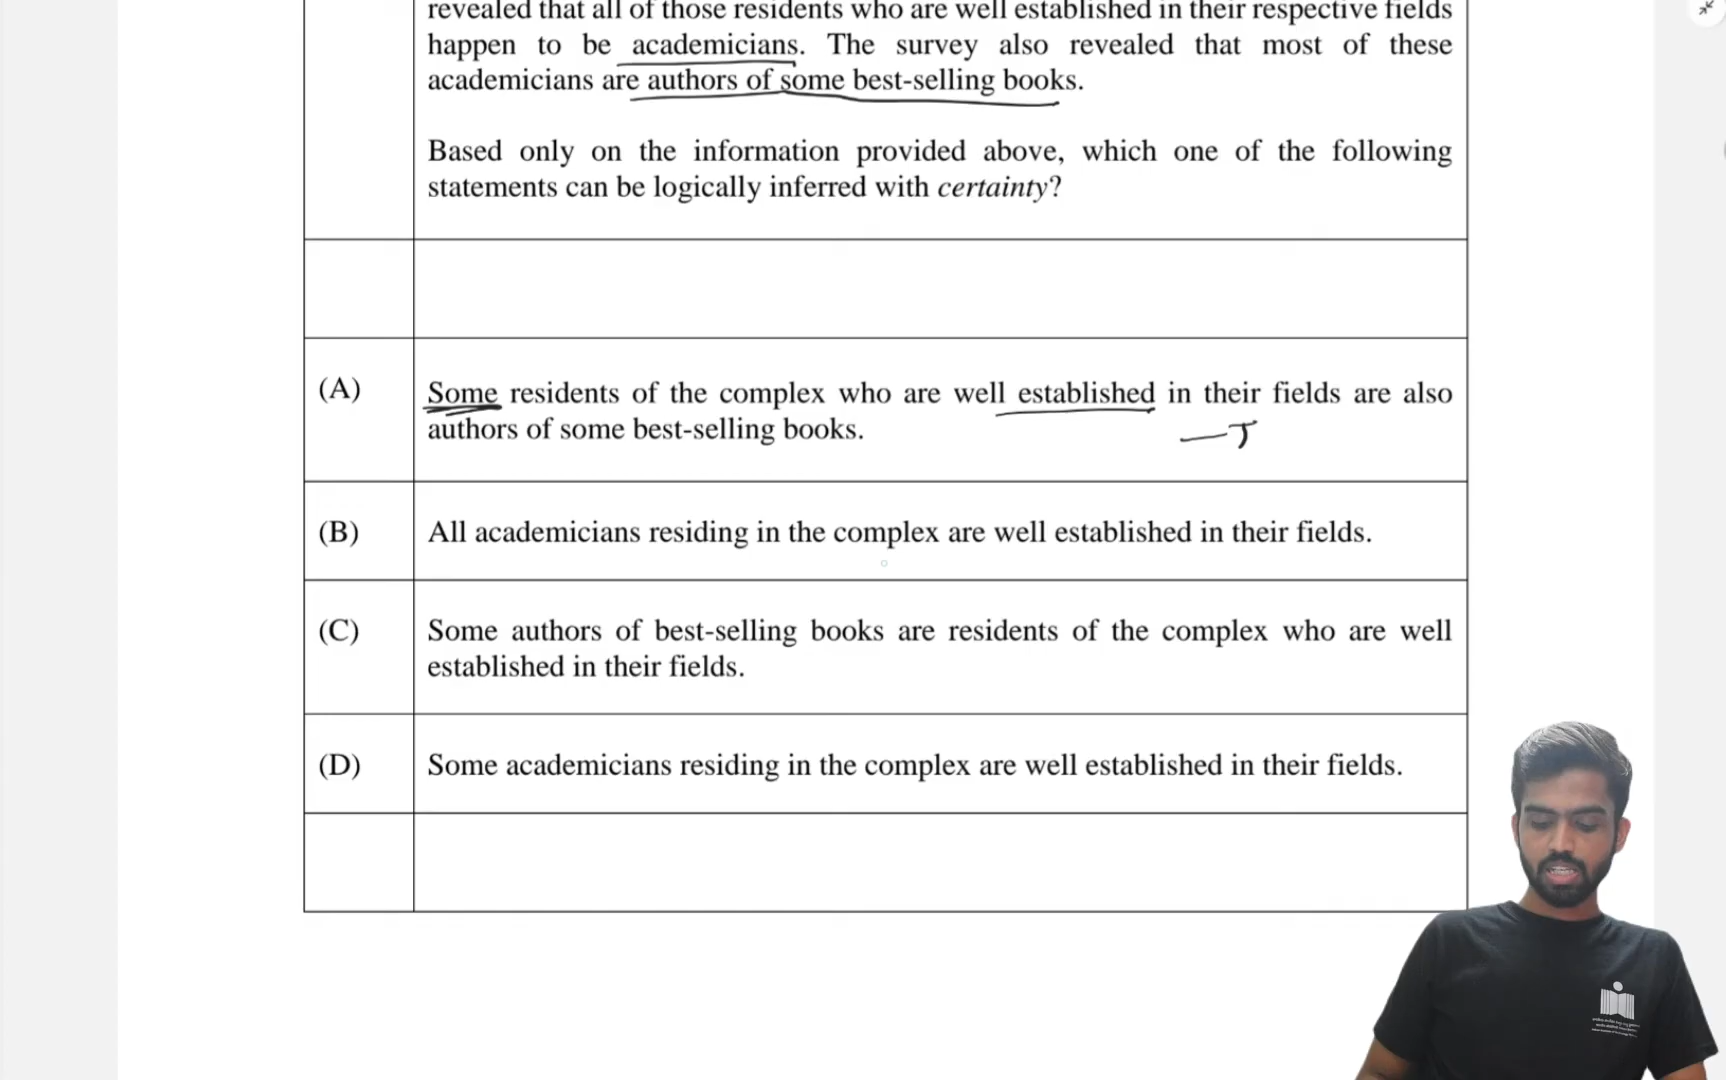 revealed that all of those residents who are well established in their respective fields
happen to be academicians. The survey also revealed that most of these
academicians are authors of some best-selling books.
Based only on the information provided above, which one of the following
statements can be logically inferred with certainty?
(A) Some residents of the complex who are well established in their fields are also
authors of some best-selling books.
— T
(B) All academicians residing in the complex are well established in their fields.
(C) Some authors of best-selling books are residents of the complex who are well
established in their fields.
(D) Some academicians residing in the complex are well established in their fields.